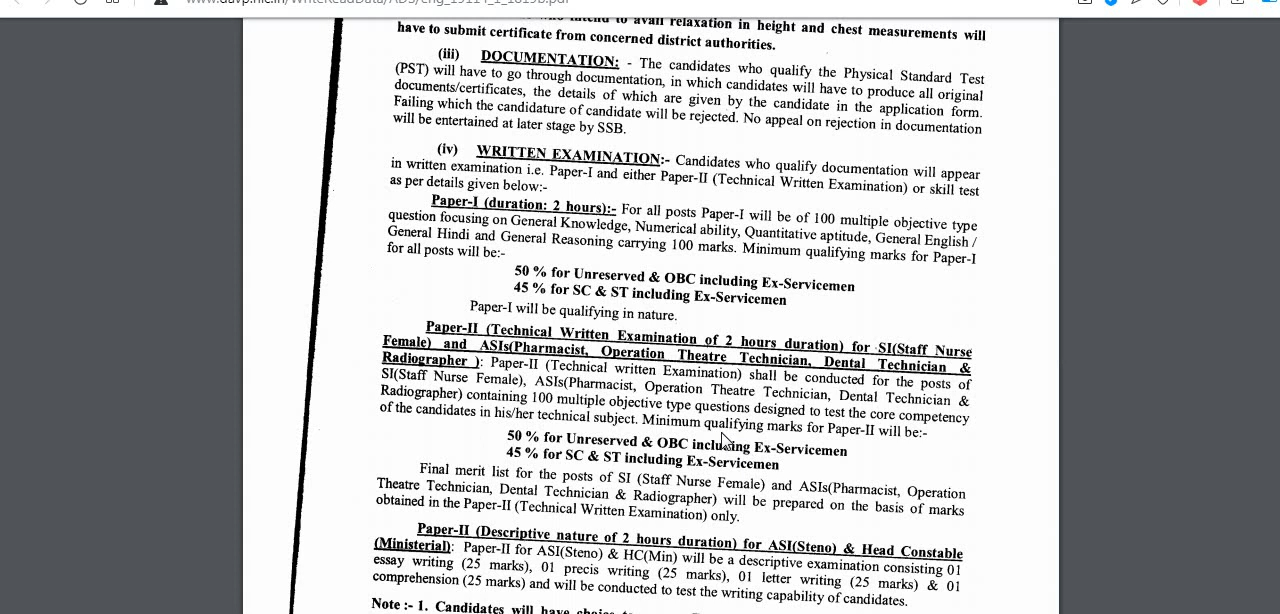 www.davp.nic.in/WriteReadData/ADS/eng_19114_1_1819b.pdf
intend to avail relaxation in height and chest measurements will
have to submit certificate from concerned district authorities.
(iii) DOCUMENTATION: - The candidates who qualify the Physical Standard Test
(PST) will have to go through documentation, in which candidates will have to produce all original
documents/certificates, the details of which are given by the candidate in the application form.
Failing which the candidature of candidate will be rejected. No appeal on rejection in documentation
will be entertained at later stage by SSB.
(iv) WRITTEN EXAMINATION:- Candidates who qualify documentation will appear
in written examination i.e. Paper-I and either Paper-II (Technical Written Examination) or skill test
as per details given below:-
Paper-I (duration: 2 hours):- For all posts Paper-I will be of 100 multiple objective type
question focusing on General Knowledge, Numerical ability, Quantitative aptitude, General English /
General Hindi and General Reasoning carrying 100 marks. Minimum qualifying marks for Paper-I
for all posts will be:-
50 % for Unreserved & OBC including Ex-Servicemen
45 % for SC & ST including Ex-Servicemen
Paper-I will be qualifying in nature.
Paper-II (Technical Written Examination of 2 hours duration) for SI(Staff Nurse
Female) and ASIs(Pharmacist, Operation Theatre Technician, Dental Technician &
Radiographer ): Paper-II (Technical written Examination) shall be conducted for the posts of
SI(Staff Nurse Female), ASIs(Pharmacist, Operation Theatre Technician, Dental Technician &
Radiographer) containing 100 multiple objective type questions designed to test the core competency
of the candidates in his/her technical subject. Minimum qualifying marks for Paper-II will be:-
50 % for Unreserved & OBC including Ex-Servicemen
45 % for SC & ST including Ex-Servicemen
Final merit list for the posts of SI (Staff Nurse Female) and ASIs(Pharmacist, Operation
Theatre Technician, Dental Technician & Radiographer) will be prepared on the basis of marks
obtained in the Paper-II (Technical Written Examination) only.
Paper-II (Descriptive nature of 2 hours duration) for ASI(Steno) & Head Constable
(Ministerial): Paper-II for ASI(Steno) & HC(Min) will be a descriptive examination consisting 01
essay writing (25 marks), 01 precis writing (25 marks), 01 letter writing (25 marks) & 01
comprehension (25 marks) and will be conducted to test the writing capability of candidates.
Note :- 1. Candidates will have